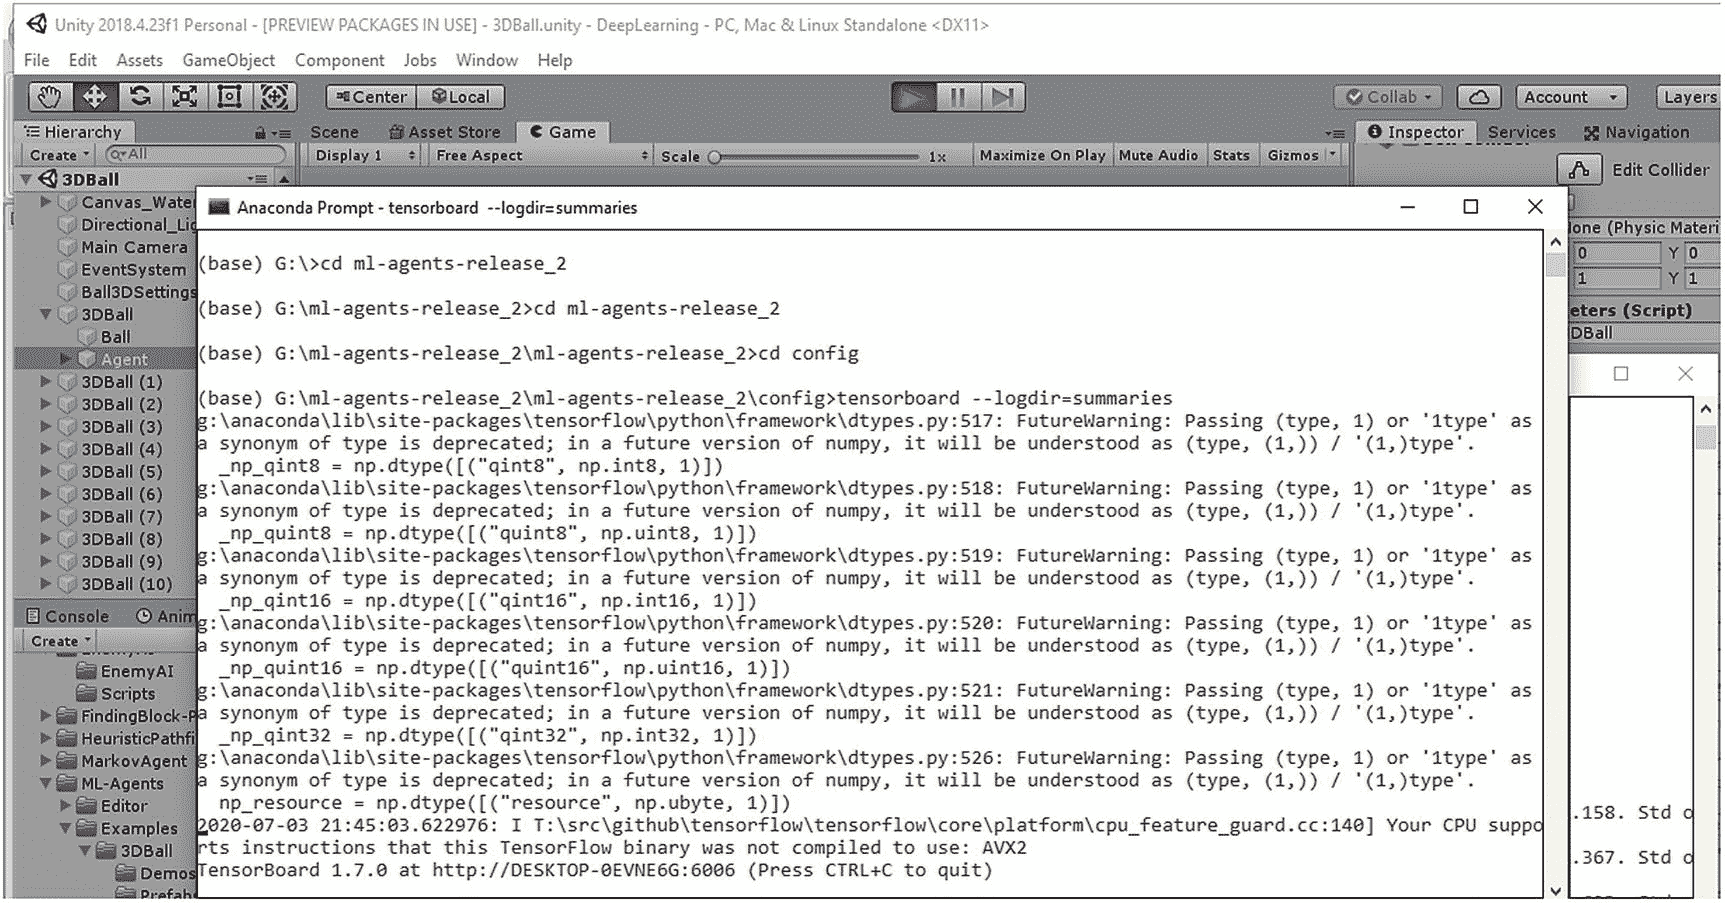 Unity 2018.4.23f1 Personal - [PREVIEW PACKAGES IN USE] - 3DBall.unity - DeepLearning - PC, Mac & Linux Standalone <DX11>
File Edit Assets GameObject Component Jobs Window Help
Center Local Collab Account Layers
Hierarchy Scene Asset Store Game Inspector Services Navigation
Create All Display 1 Free Aspect Scale 1x Maximize On Play Mute Audio Stats Gizmos
Edit Collider
3DBall
Canvas_Wate
Directional_Lig
Main Camera
EventSystem
Ball3DSettings
3DBall
Ball
Agent
3DBall (1)
3DBall (2)
3DBall (3)
3DBall (4)
3DBall (5)
3DBall (6)
3DBall (7)
3DBall (8)
3DBall (9)
3DBall (10)
Console Anim
Create
EnemyAI
Scripts
FindingBlock-P
HeuristicPathfi
MarkovAgent
ML-Agents
Editor
Examples
3DBall
Demos
Prefabs
Anaconda Prompt - tensorboard --logdir=summaries
(base) G:\>cd ml-agents-release_2
(base) G:\ml-agents-release_2>cd ml-agents-release_2
(base) G:\ml-agents-release_2\ml-agents-release_2>cd config
(base) G:\ml-agents-release_2\ml-agents-release_2\config>tensorboard --logdir=summaries
g:\anaconda\lib\site-packages\tensorflow\python\framework\dtypes.py:517: FutureWarning: Passing (type, 1) or '1type' as
a synonym of type is deprecated; in a future version of numpy, it will be understood as (type, (1,)) / '(1,)type'.
_np_qint8 = np.dtype([("qint8", np.int8, 1)])
g:\anaconda\lib\site-packages\tensorflow\python\framework\dtypes.py:518: FutureWarning: Passing (type, 1) or '1type' as
a synonym of type is deprecated; in a future version of numpy, it will be understood as (type, (1,)) / '(1,)type'.
_np_quint8 = np.dtype([("quint8", np.uint8, 1)])
g:\anaconda\lib\site-packages\tensorflow\python\framework\dtypes.py:519: FutureWarning: Passing (type, 1) or '1type' as
a synonym of type is deprecated; in a future version of numpy, it will be understood as (type, (1,)) / '(1,)type'.
_np_qint16 = np.dtype([("qint16", np.int16, 1)])
g:\anaconda\lib\site-packages\tensorflow\python\framework\dtypes.py:520: FutureWarning: Passing (type, 1) or '1type' as
a synonym of type is deprecated; in a future version of numpy, it will be understood as (type, (1,)) / '(1,)type'.
_np_quint16 = np.dtype([("quint16", np.uint16, 1)])
g:\anaconda\lib\site-packages\tensorflow\python\framework\dtypes.py:521: FutureWarning: Passing (type, 1) or '1type' as
a synonym of type is deprecated; in a future version of numpy, it will be understood as (type, (1,)) / '(1,)type'.
_np_qint32 = np.dtype([("qint32", np.int32, 1)])
g:\anaconda\lib\site-packages\tensorflow\python\framework\dtypes.py:526: FutureWarning: Passing (type, 1) or '1type' as
a synonym of type is deprecated; in a future version of numpy, it will be understood as (type, (1,)) / '(1,)type'.
np_resource = np.dtype([("resource", np.ubyte, 1)])
2020-07-03 21:45:03.622976: I T:\src\github\tensorflow\tensorflow\core\platform\cpu_feature_guard.cc:140] Your CPU suppo
rts instructions that this TensorFlow binary was not compiled to use: AVX2
TensorBoard 1.7.0 at http://DESKTOP-0EVNE6G:6006 (Press CTRL+C to quit)
lone (Physic Materi
0 Y 0
1 Y 1
eters (Script)
DBall
.158. Std o
.367. Std o